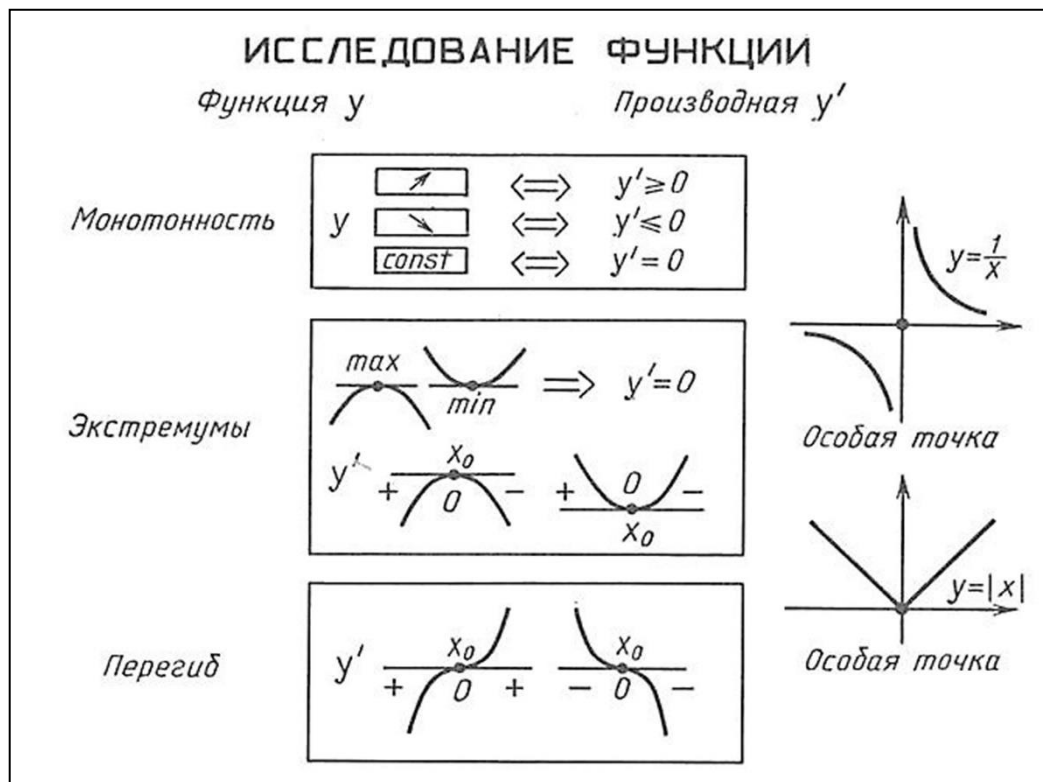 ИССЛЕДОВАНИЕ ФУНКЦИИ
Функция y
Производная y'
Монотонность
y
⟺ y' ≥ 0
⟺ y' ≤ 0
const ⟺ y' = 0
Экстремумы
max
min
⟹ y' = 0
y'
+ x₀ 0 −
+ 0 x₀ −
Перегиб
y'
+ x₀ 0 +
− x₀ 0 −
y = 1/x
Особая точка
y = |x|
Особая точка